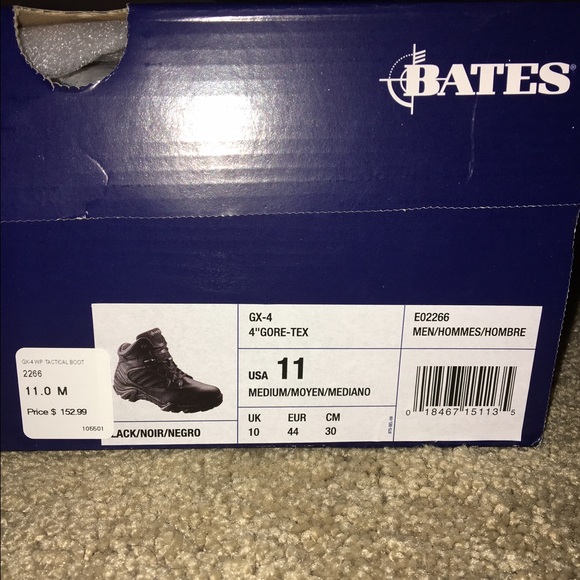 BATES®
GX-4
4"GORE-TEX
E02266
MEN/HOMMES/HOMBRE
GX-4 WP TACTICAL BOOT
2266
11.0 M
Price $ 152.99
106601
LACK/NOIR/NEGRO
USA 11
MEDIUM/MOYEN/MEDIANO
UK EUR CM
10 44 30
0 18467 15113 5